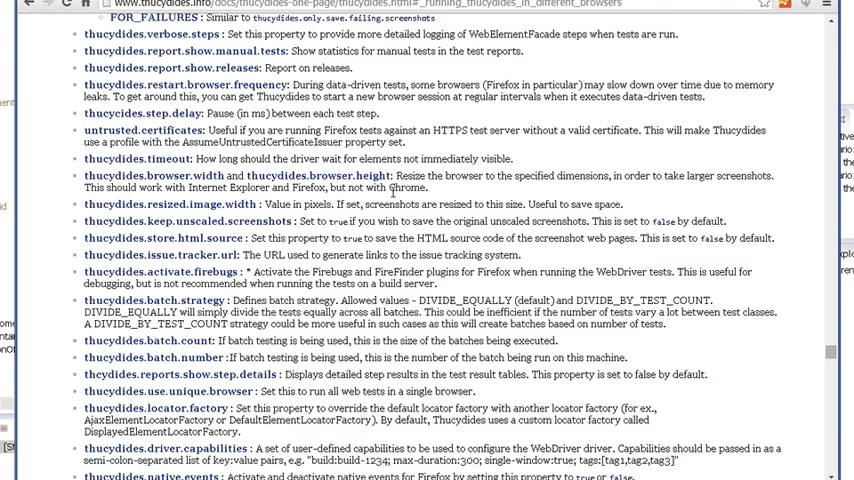 www.thucydides.info/docs/thucydides-one-page/thucydides.html#_running_thucydides_in_different_browsers
FOR_FAILURES: Similar to thucydides.only.save.failing.screenshots
thucydides.verbose.steps: Set this property to provide more detailed logging of WebElementFacade steps when tests are run.
thucydides.report.show.manual.tests: Show statistics for manual tests in the test reports.
thucydides.report.show.releases: Report on releases.
thucydides.restart.browser.frequency: During data-driven tests, some browsers (Firefox in particular) may slow down over time due to memory
leaks. To get around this, you can get Thucydides to start a new browser session at regular intervals when it executes data-driven tests.
thucycides.step.delay: Pause (in ms) between each test step.
untrusted.certificates: Useful if you are running Firefox tests against an HTTPS test server without a valid certificate. This will make Thucydides
use a profile with the AssumeUntrustedCertificateIssuer property set.
thucydides.timeout: How long should the driver wait for elements not immediately visible.
thucydides.browser.width and thucydides.browser.height: Resize the browser to the specified dimensions, in order to take larger screenshots.
This should work with Internet Explorer and Firefox, but not with Chrome.
thucydides.resized.image.width : Value in pixels. If set, screenshots are resized to this size. Useful to save space.
thucydides.keep.unscaled.screenshots : Set to true if you wish to save the original unscaled screenshots. This is set to false by default.
thucydides.store.html.source : Set this property to true to save the HTML source code of the screenshot web pages. This is set to false by default.
thucydides.issue.tracker.url: The URL used to generate links to the issue tracking system.
thucydides.activate.firebugs : * Activate the Firebugs and FireFinder plugins for Firefox when running the WebDriver tests. This is useful for
debugging, but is not recommended when running the tests on a build server.
thucydides.batch.strategy : Defines batch strategy. Allowed values - DIVIDE_EQUALLY (default) and DIVIDE_BY_TEST_COUNT.
DIVIDE_EQUALLY will simply divide the tests equally across all batches. This could be inefficient if the number of tests vary a lot between test classes.
A DIVIDE_BY_TEST_COUNT strategy could be more useful in such cases as this will create batches based on number of tests.
thucydides.batch.count: If batch testing is being used, this is the size of the batches being executed.
thucydides.batch.number :If batch testing is being used, this is the number of the batch being run on this machine.
thcydides.reports.show.step.details : Displays detailed step results in the test result tables. This property is set to false by default.
thucydides.use.unique.browser : Set this to run all web tests in a single browser.
thucydides.locator.factory : Set this property to override the default locator factory with another locator factory (for ex.,
AjaxElementLocatorFactory or DefaultElementLocatorFactory). By default, Thucydides uses a custom locator factory called
DisplayedElementLocatorFactory.
thucydides.driver.capabilities : A set of user-defined capabilities to be used to configure the WebDriver driver. Capabilities should be passed in as a
semi-colon-separated list of key:value pairs, e.g. "build:build-1234; max-duration:300; single-window:true; tags:[tag1,tag2,tag3]"
thucydides.native.events : Activate and deactivate native events for Firefox by setting this property to true or false.